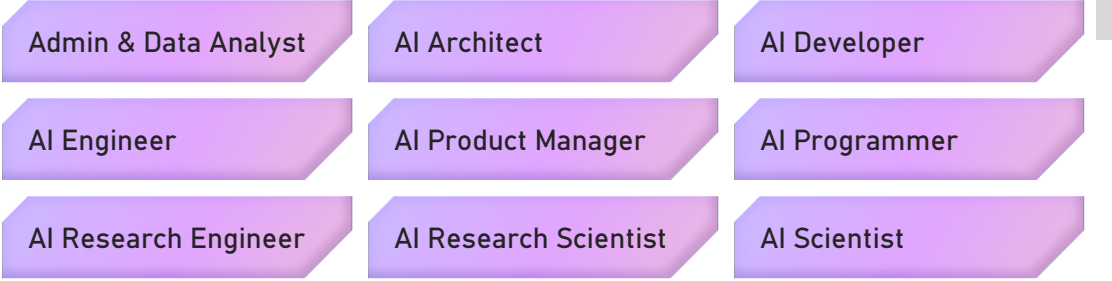 Admin & Data Analyst
AI Architect
AI Developer
AI Engineer
AI Product Manager
AI Programmer
AI Research Engineer
AI Research Scientist
AI Scientist